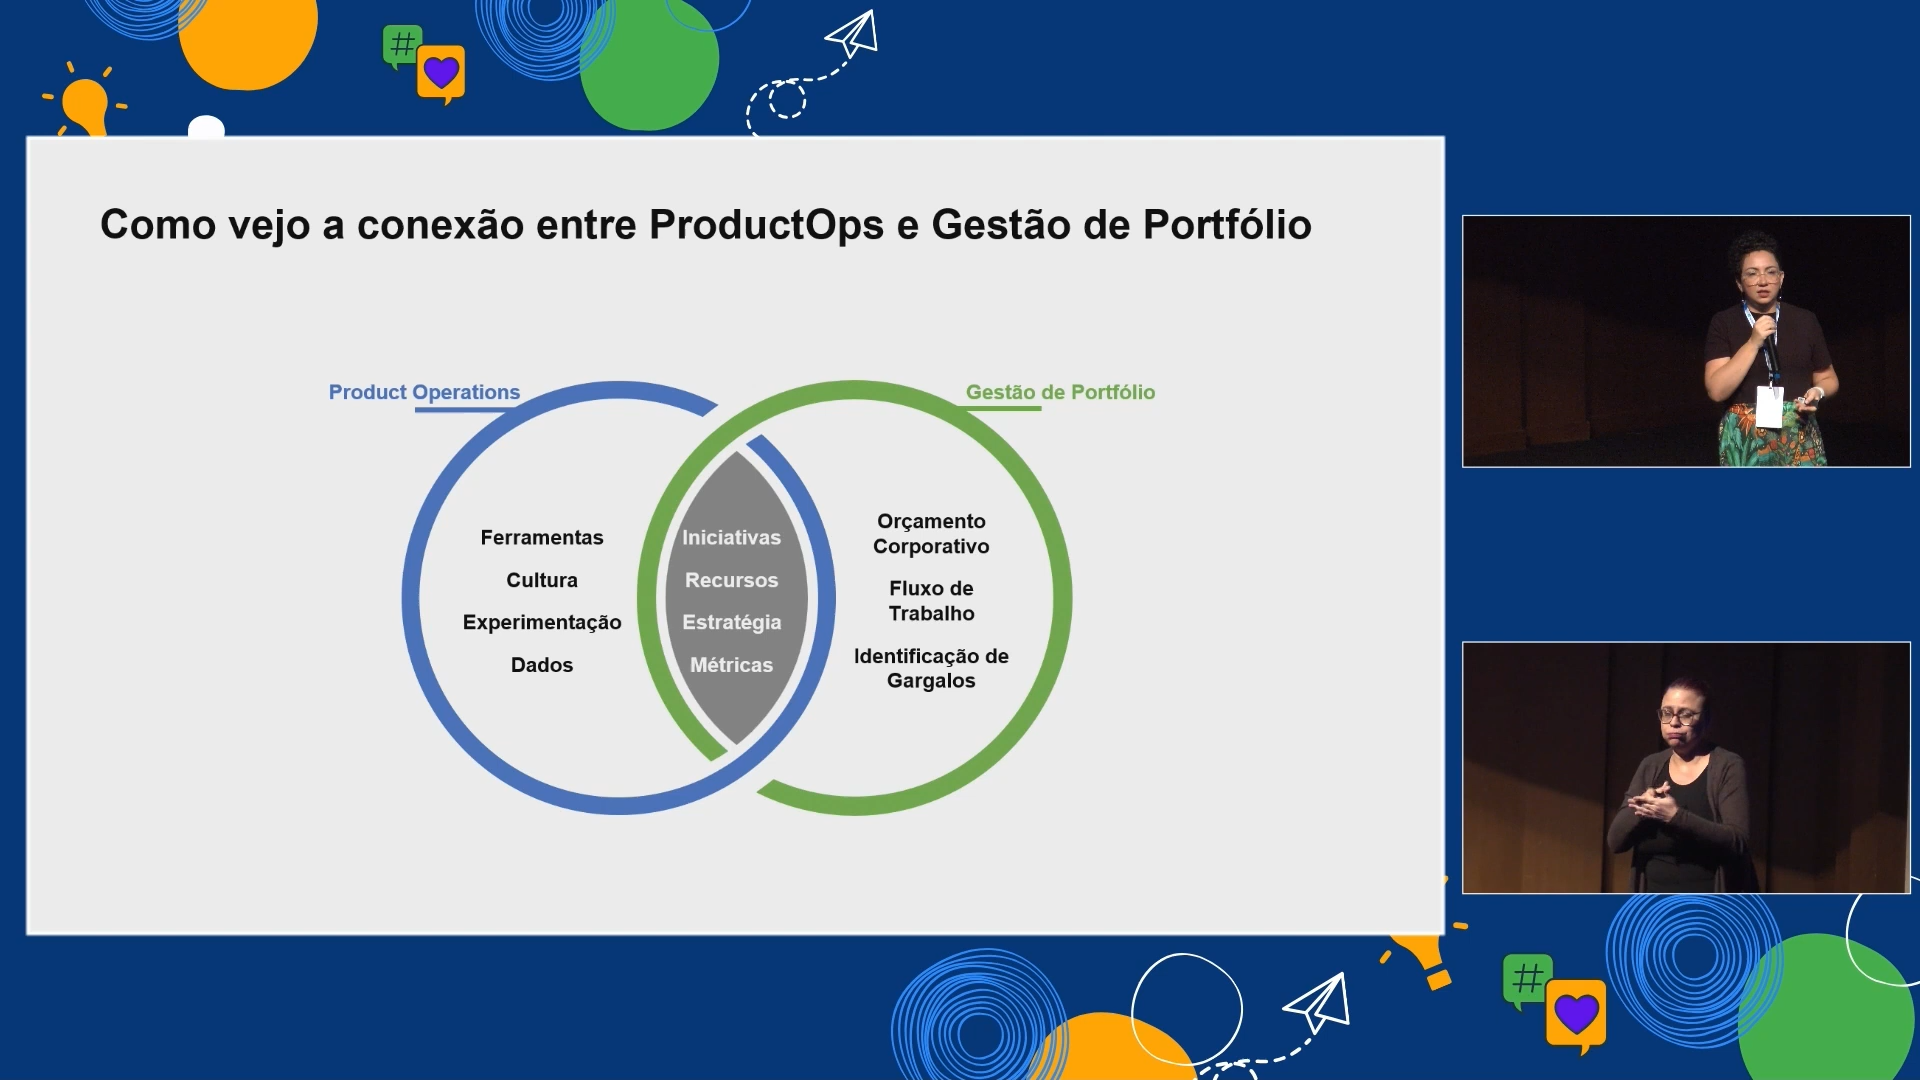 Como vejo a conexão entre ProductOps e Gestão de Portfólio
Product Operations
Gestão de Portfólio
Ferramentas
Cultura
Experimentação
Dados
Iniciativas
Recursos
Estratégia
Métricas
Orçamento
Corporativo
Fluxo de
Trabalho
Identificação de
Gargalos
#
#